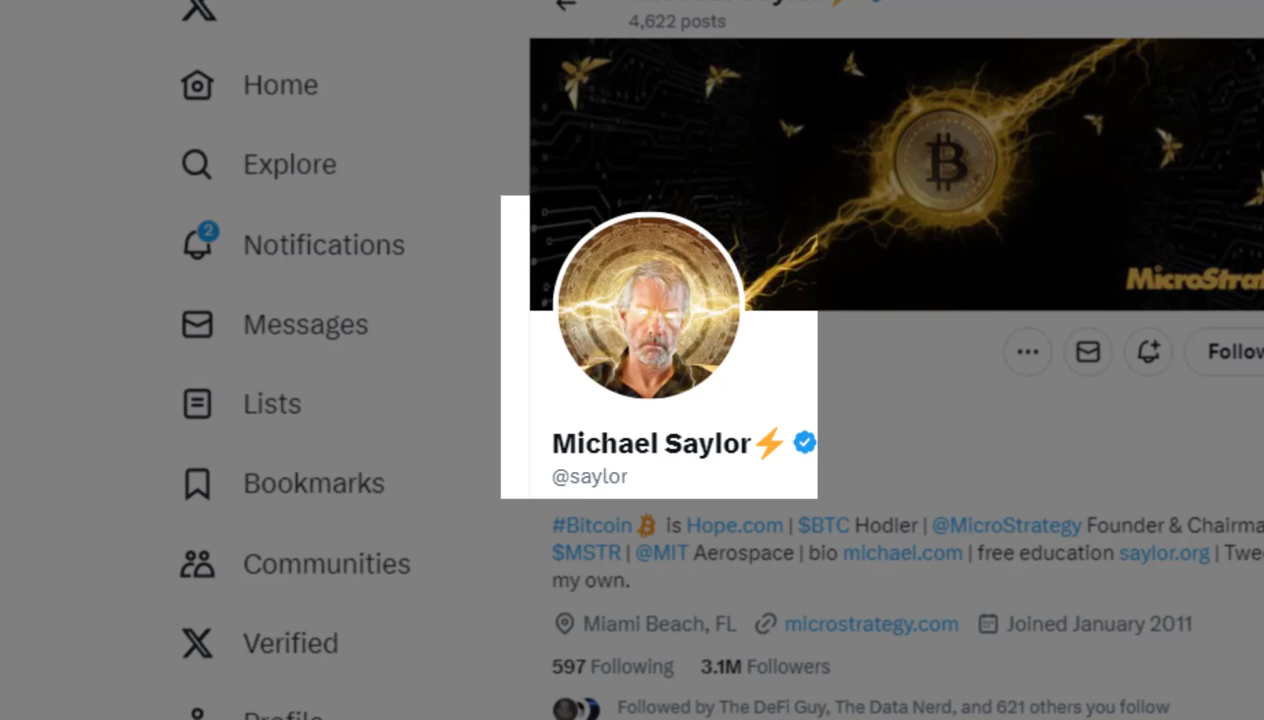 4,622 posts
Home
Explore
2
Notifications
Messages
Lists
Bookmarks
Communities
Verified
MicroStrat
Follow
Michael Saylor⚡
@saylor
#Bitcoin is Hope.com | $BTC Hodler | @MicroStrategy Founder & Chairma
$MSTR | @MIT Aerospace | bio michael.com | free education saylor.org | Twee
my own.
Miami Beach, FL microstrategy.com Joined January 2011
597 Following 3.1M Followers
Followed by The DeFi Guy, The Data Nerd, and 621 others you follow